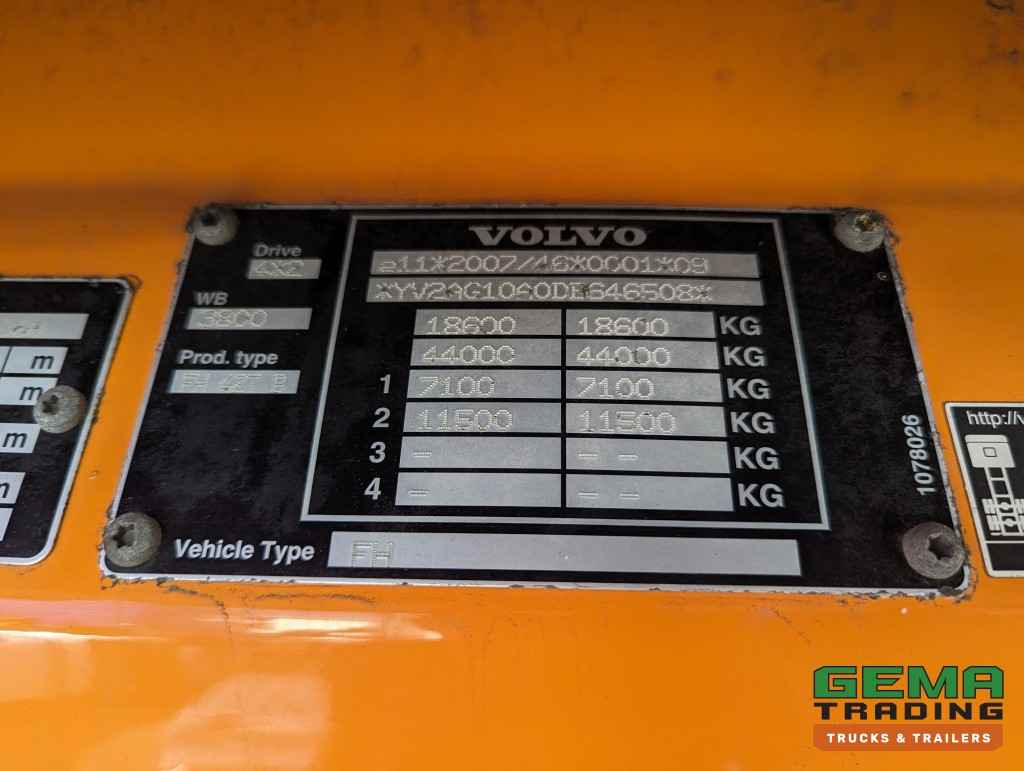 VOLVO
Drive
4X2
e11*2007/46*0001*09
WB
3800
*YV2AG10A0DB646508*
18600 18600 KG
44000 44000 KG
Prod. type
1 7100 7100 KG
2 11500 11500 KG
3 - - - KG
4 - - - KG
1078026
Vehicle Type
FH
m
m
m
m
http://v
GEMA
TRADING
TRUCKS & TRAILERS